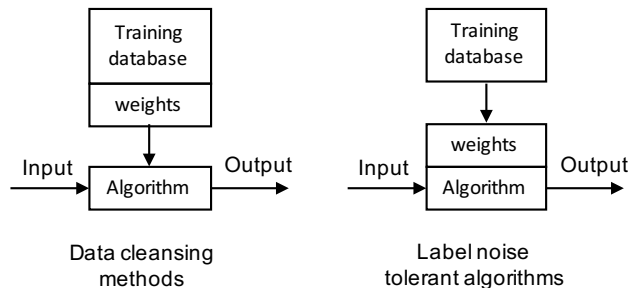 Training
database
weights
Input
Algorithm
Output
Data cleansing
methods
Training
database
weights
Input
Algorithm
Output
Label noise
tolerant algorithms